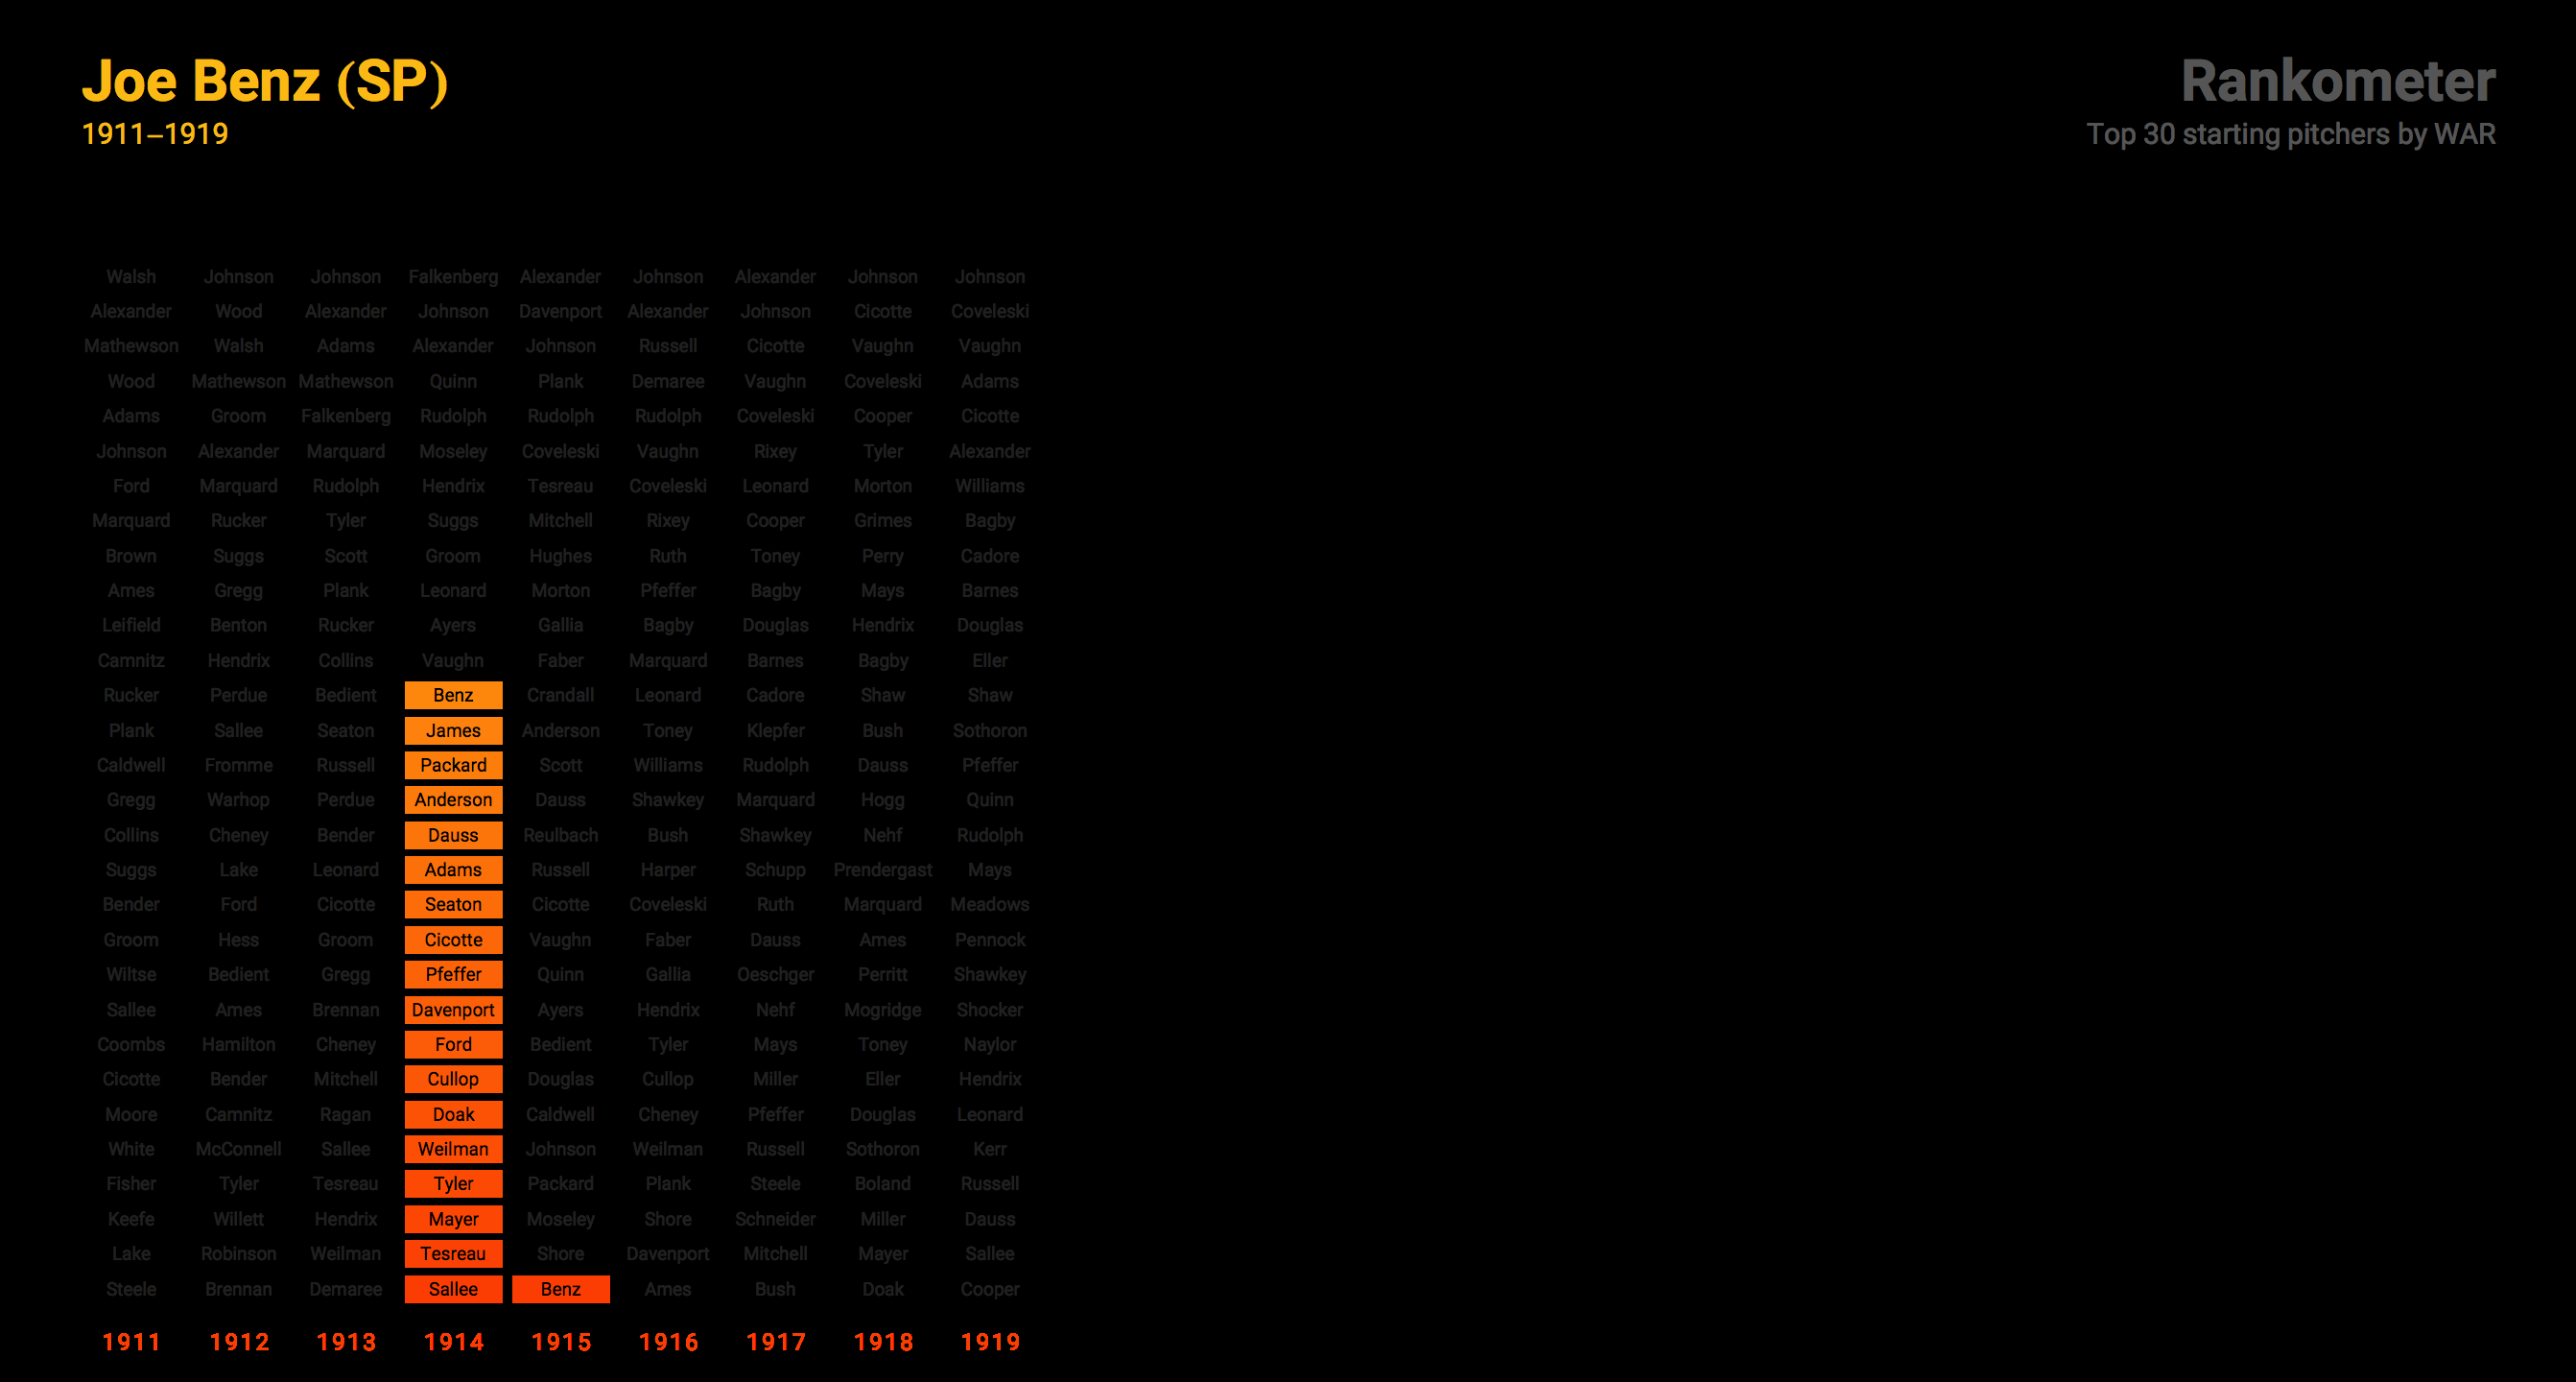 Joe Benz (SP)
1911–1919
Rankometer
Top 30 starting pitchers by WAR
Walsh Johnson Johnson Falkenberg Alexander Johnson Alexander Johnson Johnson
Alexander Wood Alexander Johnson Davenport Alexander Johnson Cicotte Coveleski
Mathewson Walsh Adams Alexander Johnson Russell Cicotte Vaughn Vaughn
Wood Mathewson Mathewson Quinn Plank Demaree Vaughn Coveleski Adams
Adams Groom Falkenberg Rudolph Rudolph Rudolph Coveleski Cooper Cicotte
Johnson Alexander Marquard Moseley Coveleski Vaughn Rixey Tyler Alexander
Ford Marquard Rudolph Hendrix Tesreau Coveleski Leonard Morton Williams
Marquard Rucker Tyler Suggs Mitchell Rixey Cooper Grimes Bagby
Brown Suggs Scott Groom Hughes Ruth Toney Perry Cadore
Ames Gregg Plank Leonard Morton Pfeffer Bagby Mays Barnes
Leifield Benton Rucker Ayers Gallia Bagby Douglas Hendrix Douglas
Camnitz Hendrix Collins Vaughn Faber Marquard Barnes Bagby Eller
Rucker Perdue Bedient Benz Crandall Leonard Cadore Shaw Shaw
Plank Sallee Seaton James Anderson Toney Klepfer Bush Sothoron
Caldwell Fromme Russell Packard Scott Williams Rudolph Dauss Pfeffer
Gregg Warhop Perdue Anderson Dauss Shawkey Marquard Hogg Quinn
Collins Cheney Bender Dauss Reulbach Bush Shawkey Nehf Rudolph
Suggs Lake Leonard Adams Russell Harper Schupp Prendergast Mays
Bender Ford Cicotte Seaton Cicotte Coveleski Ruth Marquard Meadows
Groom Hess Groom Cicotte Vaughn Faber Dauss Ames Pennock
Wiltse Bedient Gregg Pfeffer Quinn Gallia Oeschger Perritt Shawkey
Sallee Ames Brennan Davenport Ayers Hendrix Nehf Mogridge Shocker
Coombs Hamilton Cheney Ford Bedient Tyler Mays Toney Naylor
Cicotte Bender Mitchell Cullop Douglas Cullop Miller Eller Hendrix
Moore Camnitz Ragan Doak Caldwell Cheney Pfeffer Douglas Leonard
White McConnell Sallee Weilman Johnson Weilman Russell Sothoron Kerr
Fisher Tyler Tesreau Tyler Packard Plank Steele Boland Russell
Keefe Willett Hendrix Mayer Moseley Shore Schneider Miller Dauss
Lake Robinson Weilman Tesreau Shore Davenport Mitchell Mayer Sallee
Steele Brennan Demaree Sallee Benz Ames Bush Doak Cooper
1911 1912 1913 1914 1915 1916 1917 1918 1919